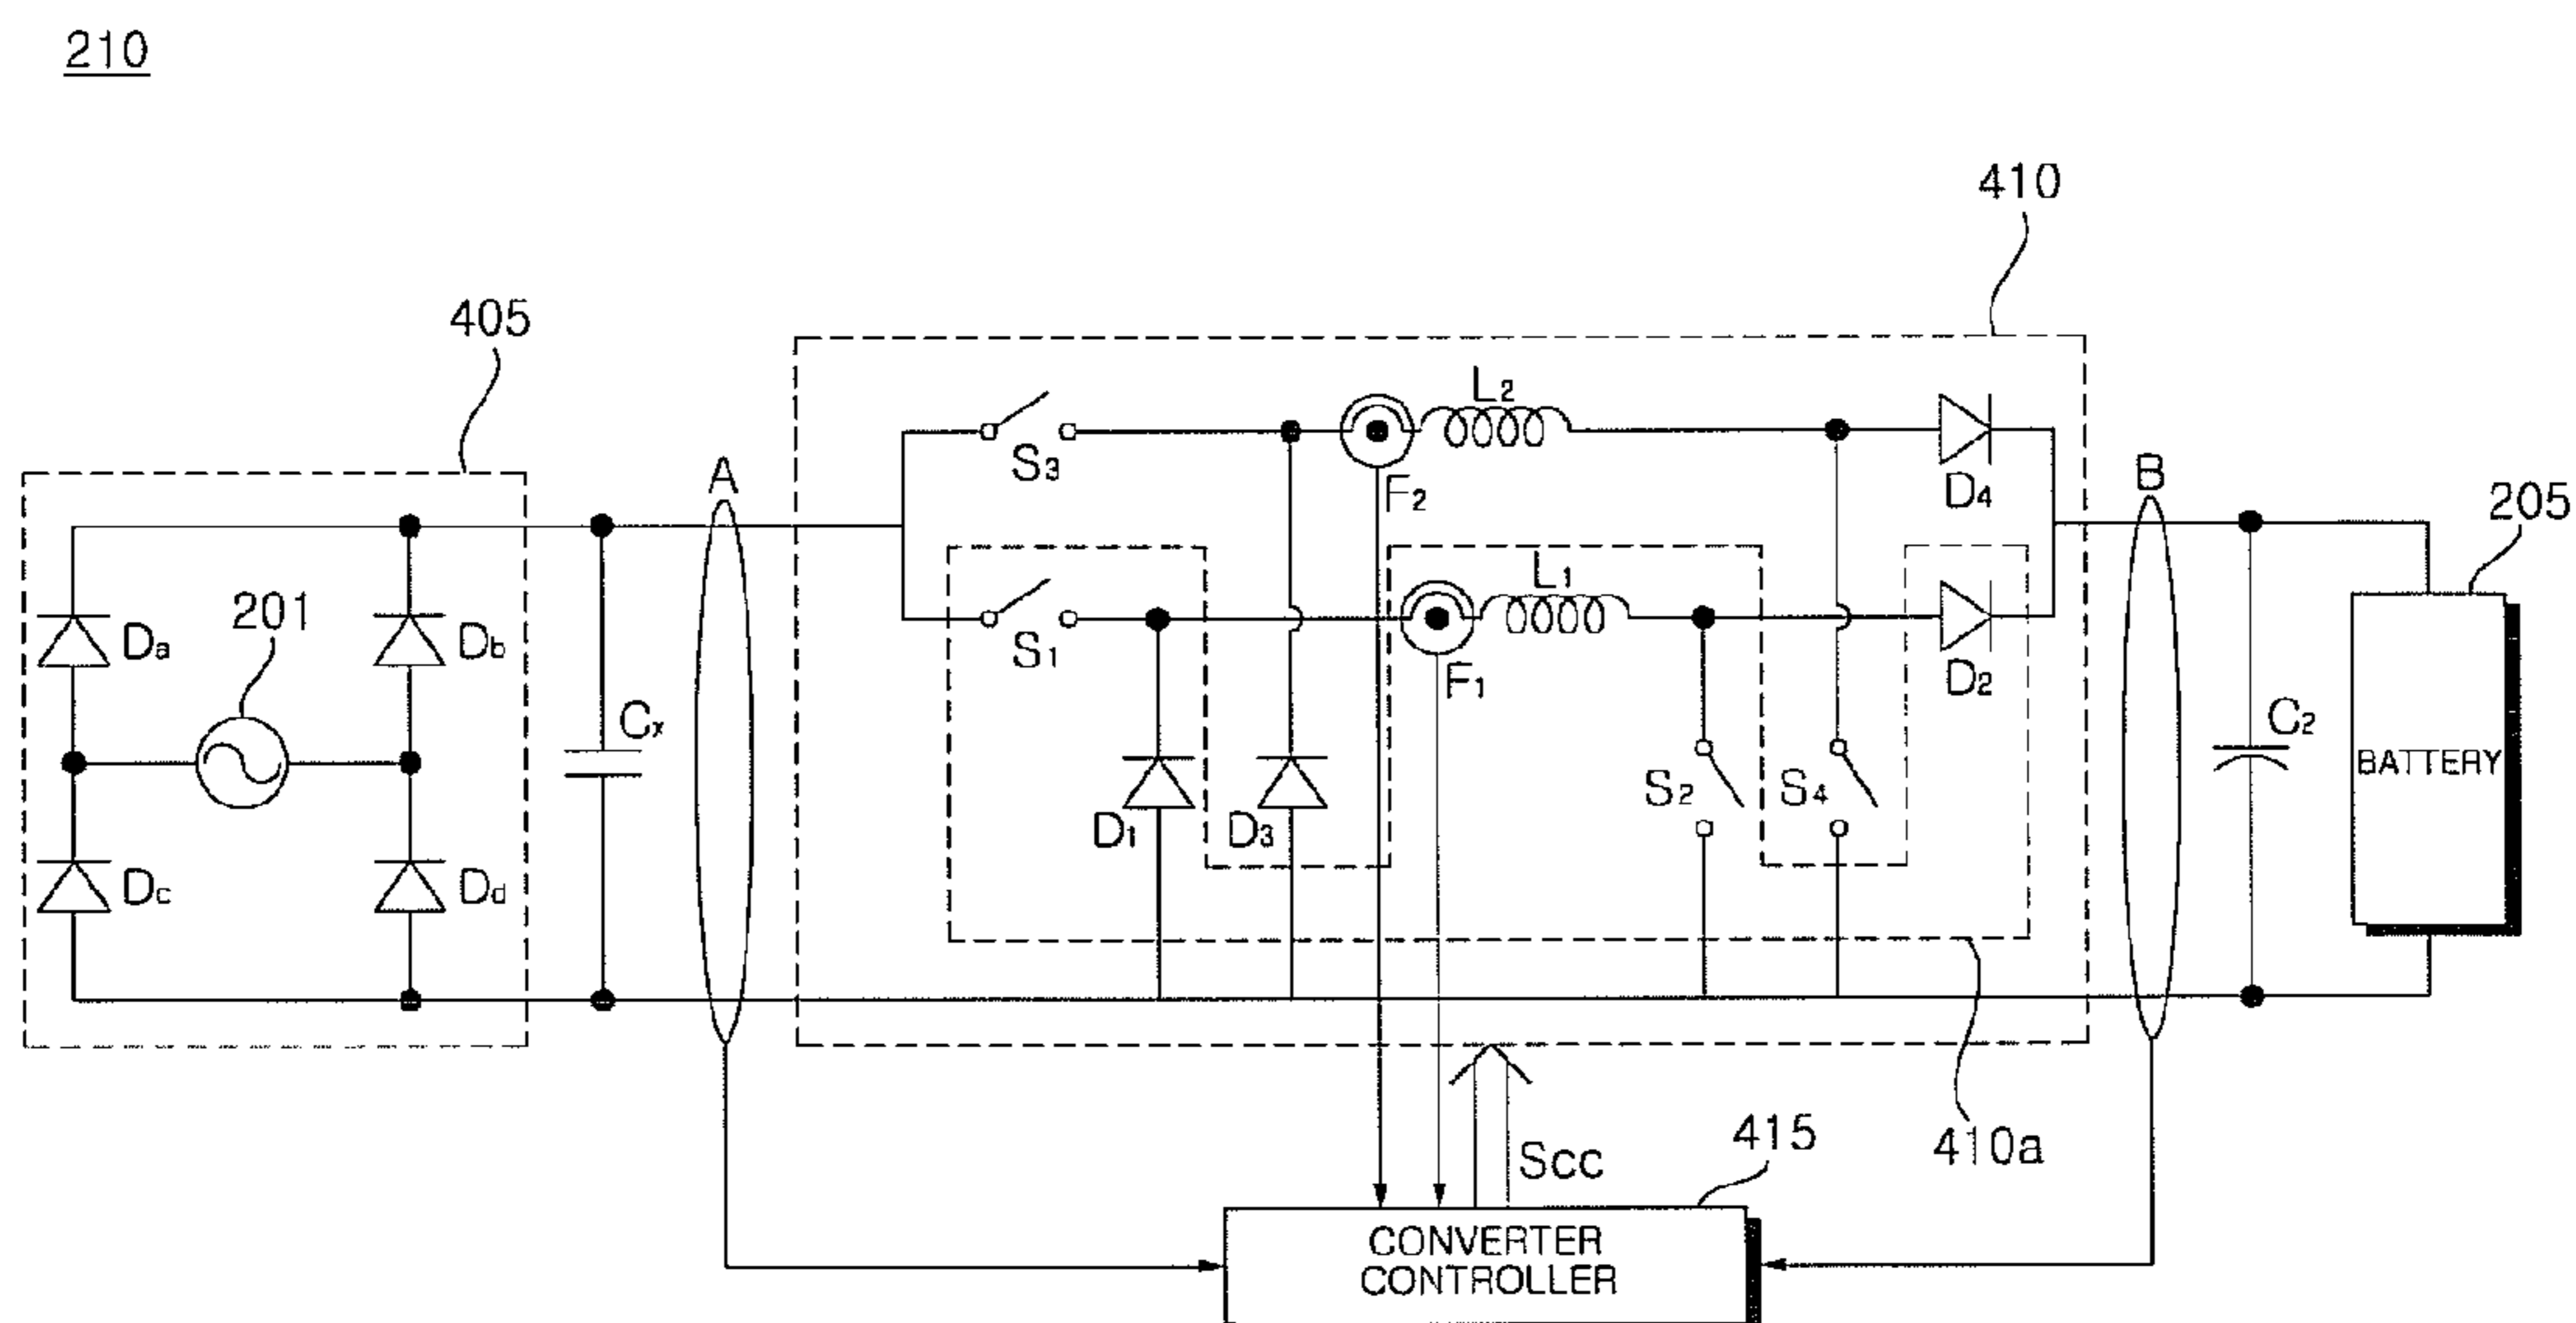 210
410
405
L2
S3
F2
D4
A
B
205
201
Da
Db
Cx
S1
L1
F1
D2
C2
BATTERY
D1
D3
S2
S4
Dc
Dd
410a
Scc
415
CONVERTER
CONTROLLER